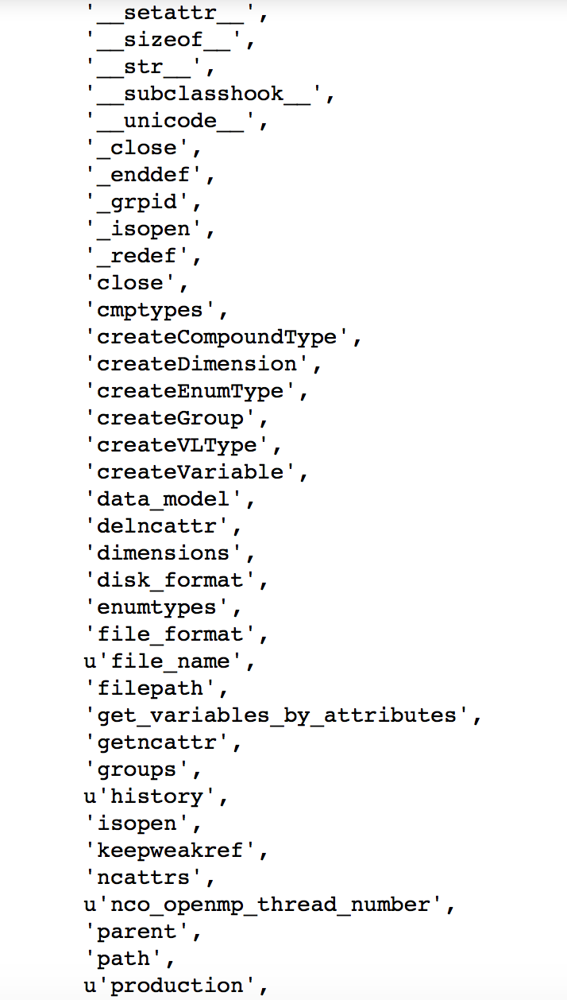 '__setattr__',
'__sizeof__',
'__str__',
'__subclasshook__',
'__unicode__',
'_close',
'_enddef',
'_grpid',
'_isopen',
'_redef',
'close',
'cmptypes',
'createCompoundType',
'createDimension',
'createEnumType',
'createGroup',
'createVLType',
'createVariable',
'data_model',
'delncattr',
'dimensions',
'disk_format',
'enumtypes',
'file_format',
u'file_name',
'filepath',
'get_variables_by_attributes',
'getncattr',
'groups',
u'history',
'isopen',
'keepweakref',
'ncattrs',
u'nco_openmp_thread_number',
'parent',
'path',
u'production',